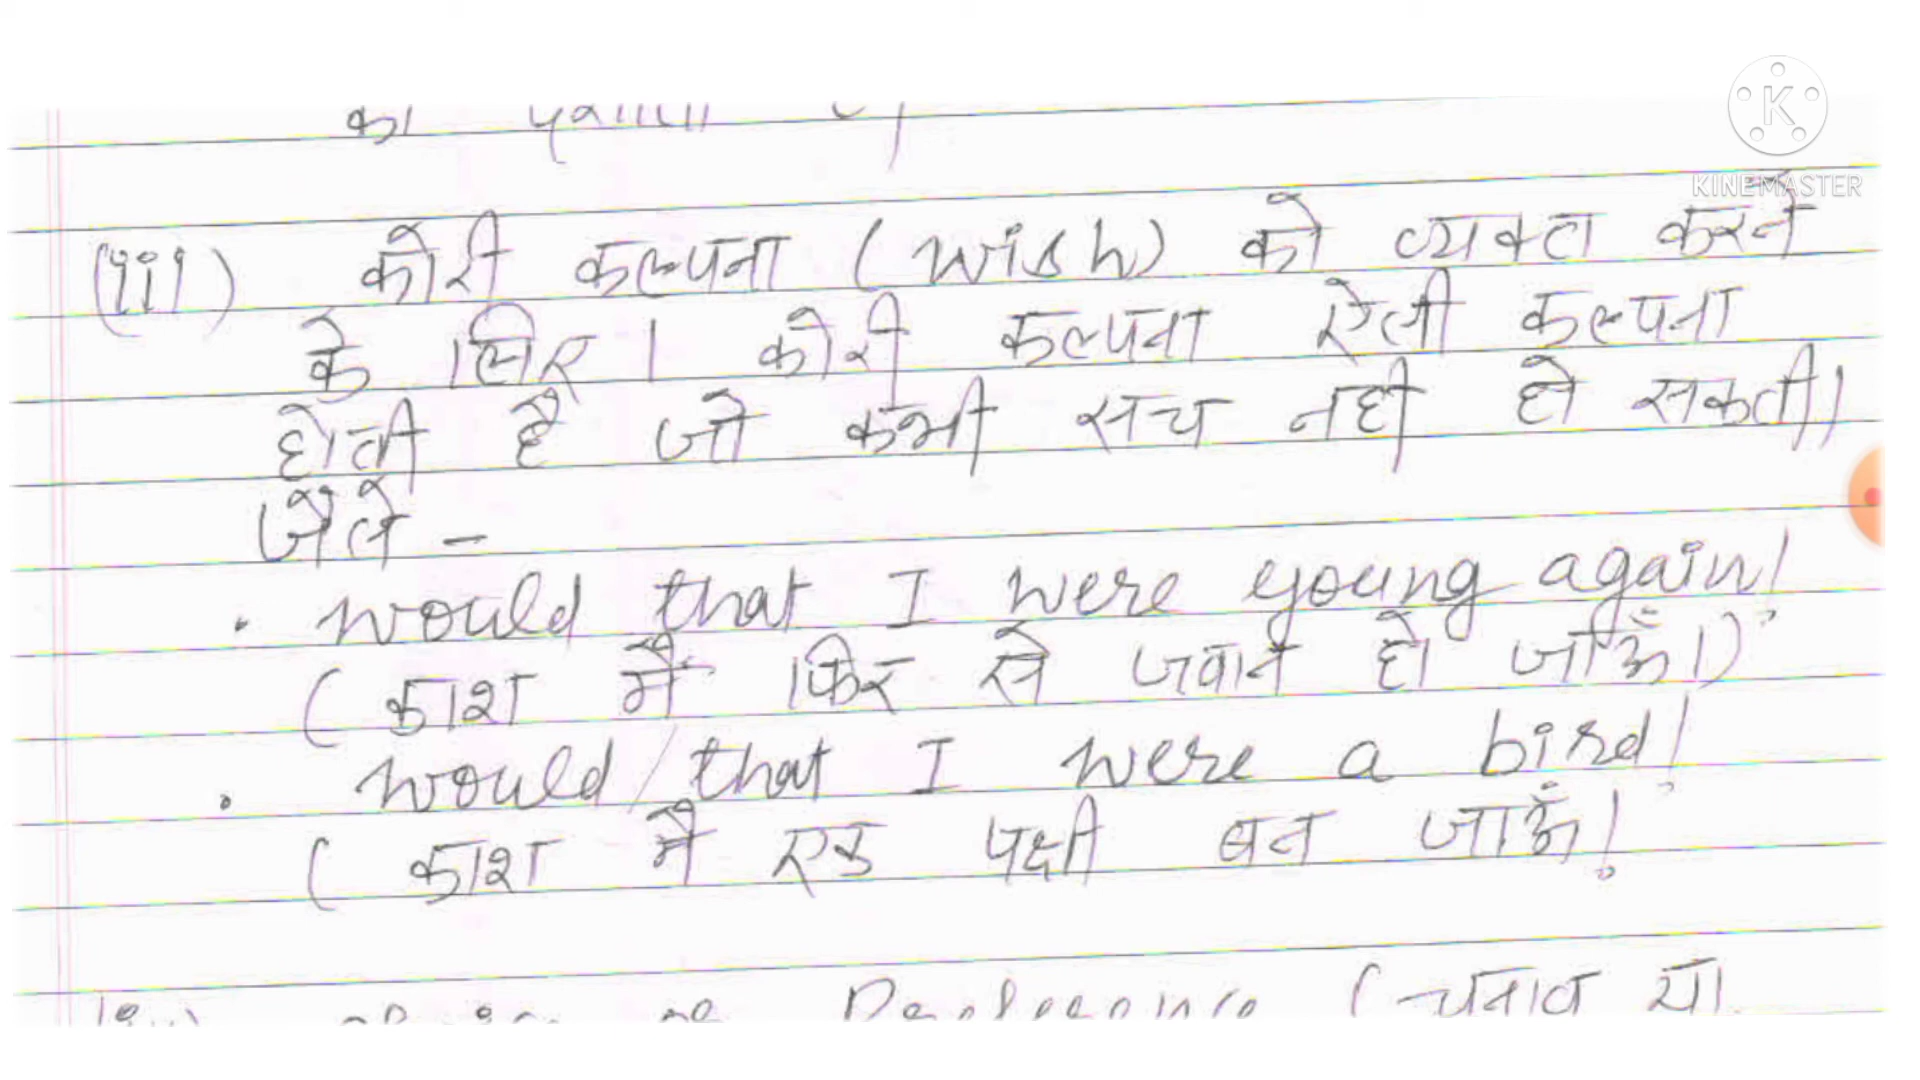 को
KINEMASTER
(iii) कोरी कल्पना (wish) को व्यक्त करने
के लिए। कोरी कल्पना ऐसी कल्पना
होती है जो कभी सच नहीं हो सकती।
जैसे -
· would that I were young again!
( काश मैं फिर से जवान हो जाऊँ।)
· would that I were a bird!
( काश मैं एक पक्षी बन जाऊँ!
(चुनाव या